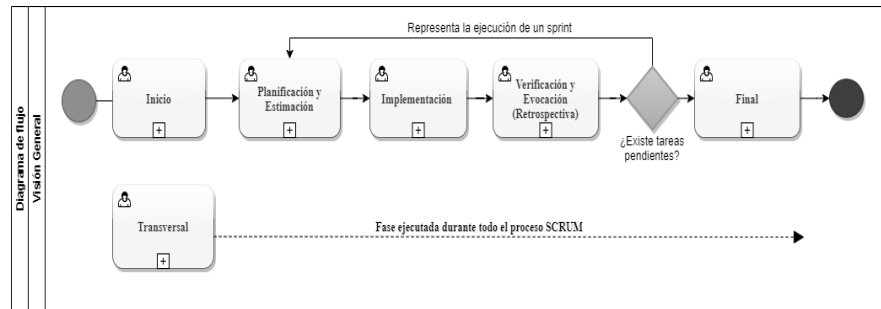 Diagrama de flujo
Visión General
Representa la ejecución de un sprint
Inicio
Planificación y
Estimación
Implementación
Verificación y
Evocación
(Retrospectiva)
¿Existe tareas
pendientes?
Final
Transversal
Fase ejecutada durante todo el proceso SCRUM